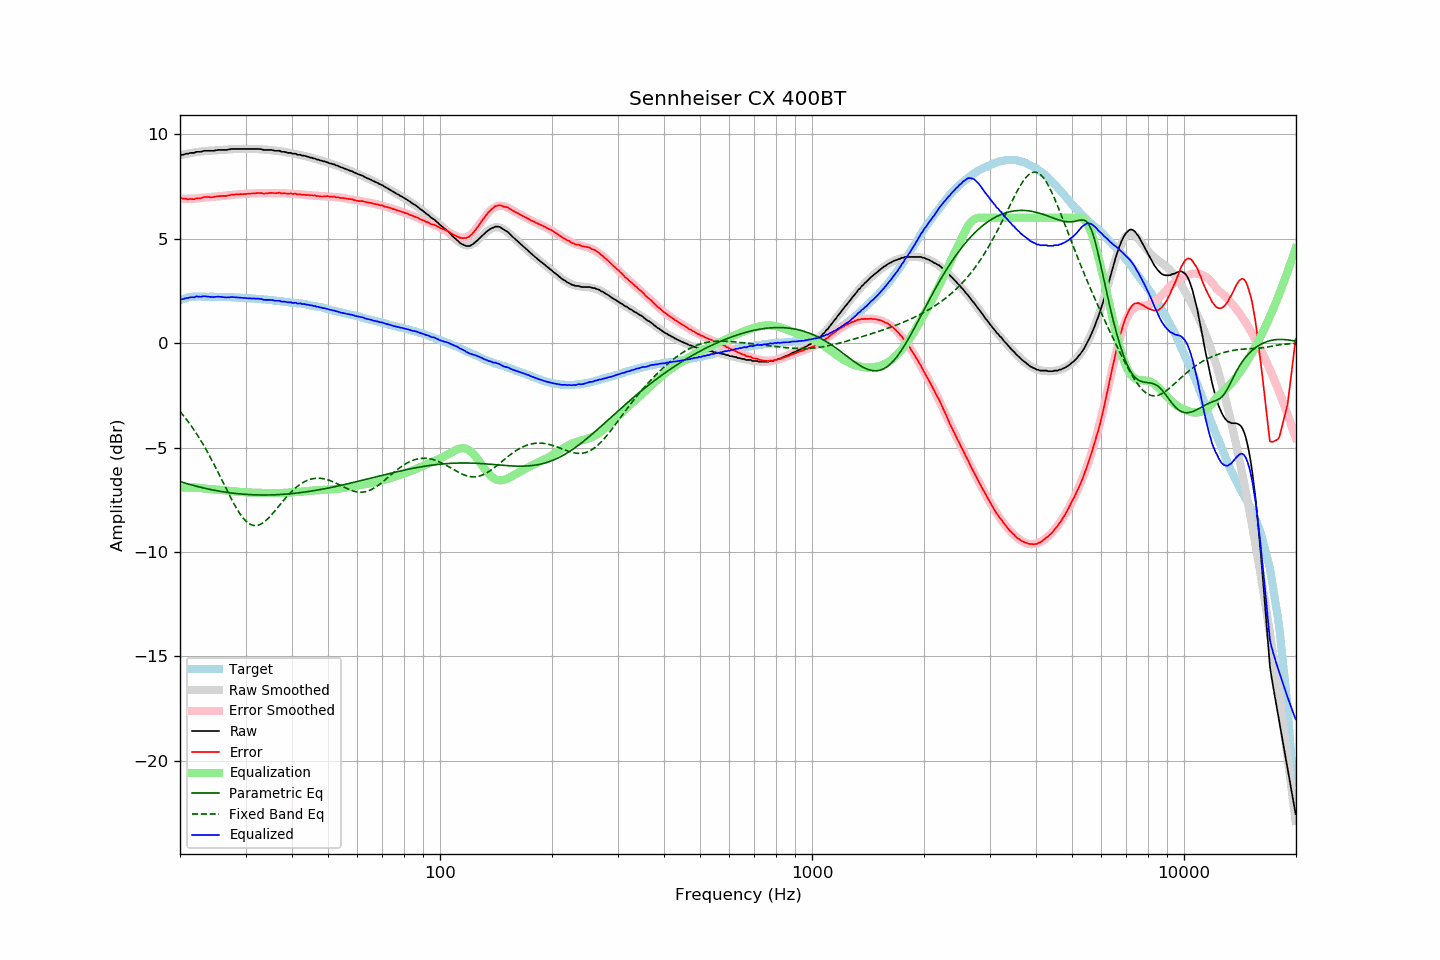 Sennheiser CX 400BT
Amplitude (dBr)
10
5
0
−5
−10
−15
−20
Target
Raw Smoothed
Error Smoothed
Raw
Error
Equalization
Parametric Eq
Fixed Band Eq
Equalized
100
1000
10000
Frequency (Hz)